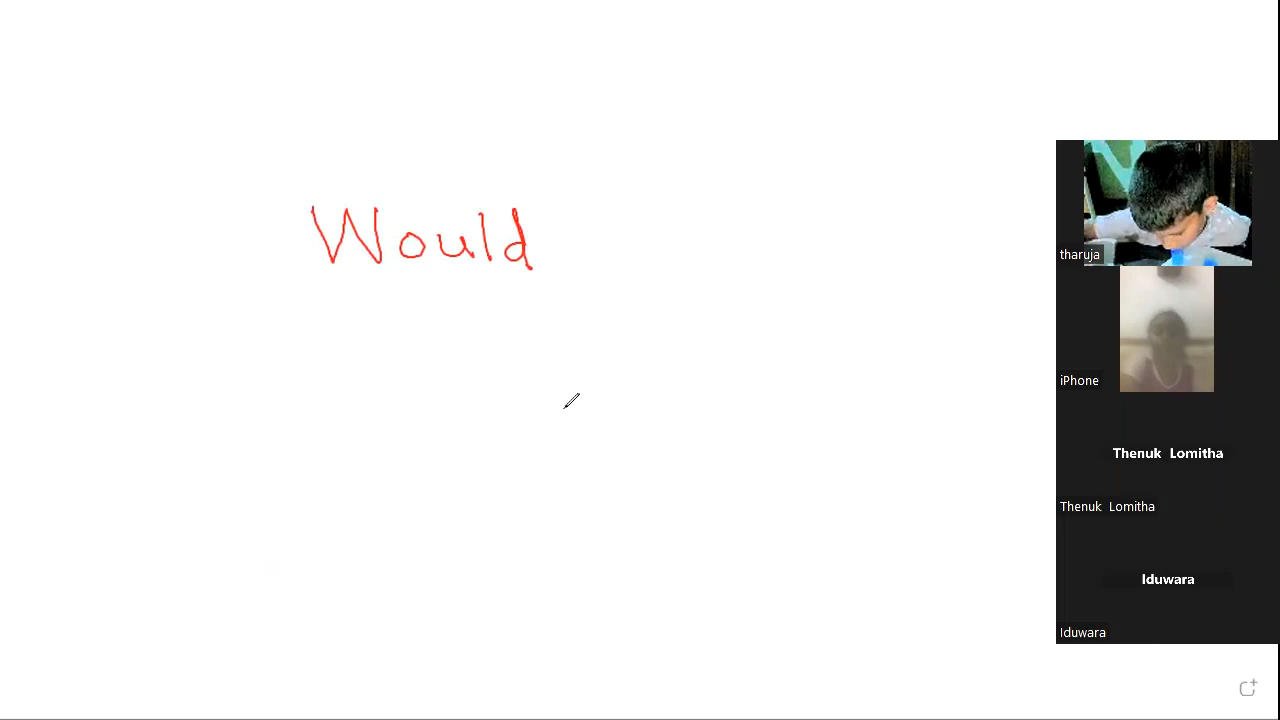 Would
tharuja
iPhone
Thenuk Lomitha
Thenuk Lomitha
Iduwara
Iduwara